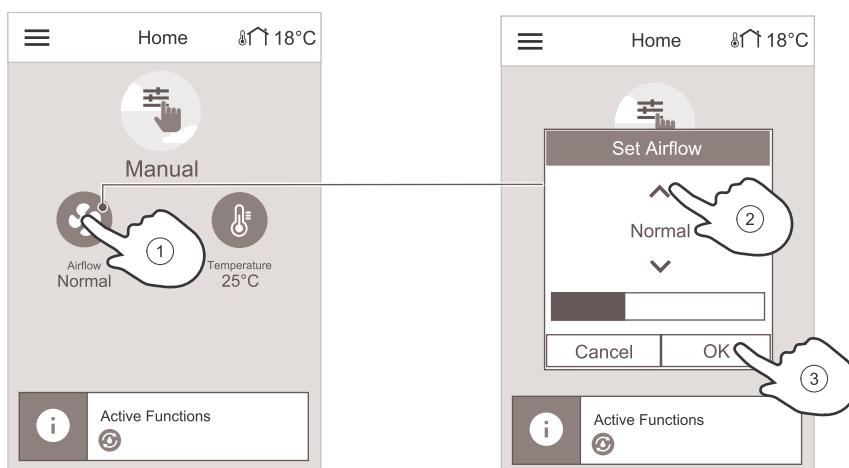 Home 18°C
Manual
Airflow
Normal
Temperature
25°C
1
i
Active Functions
Home 18°C
Set Airflow
Normal
2
Cancel OK
3
i
Active Functions